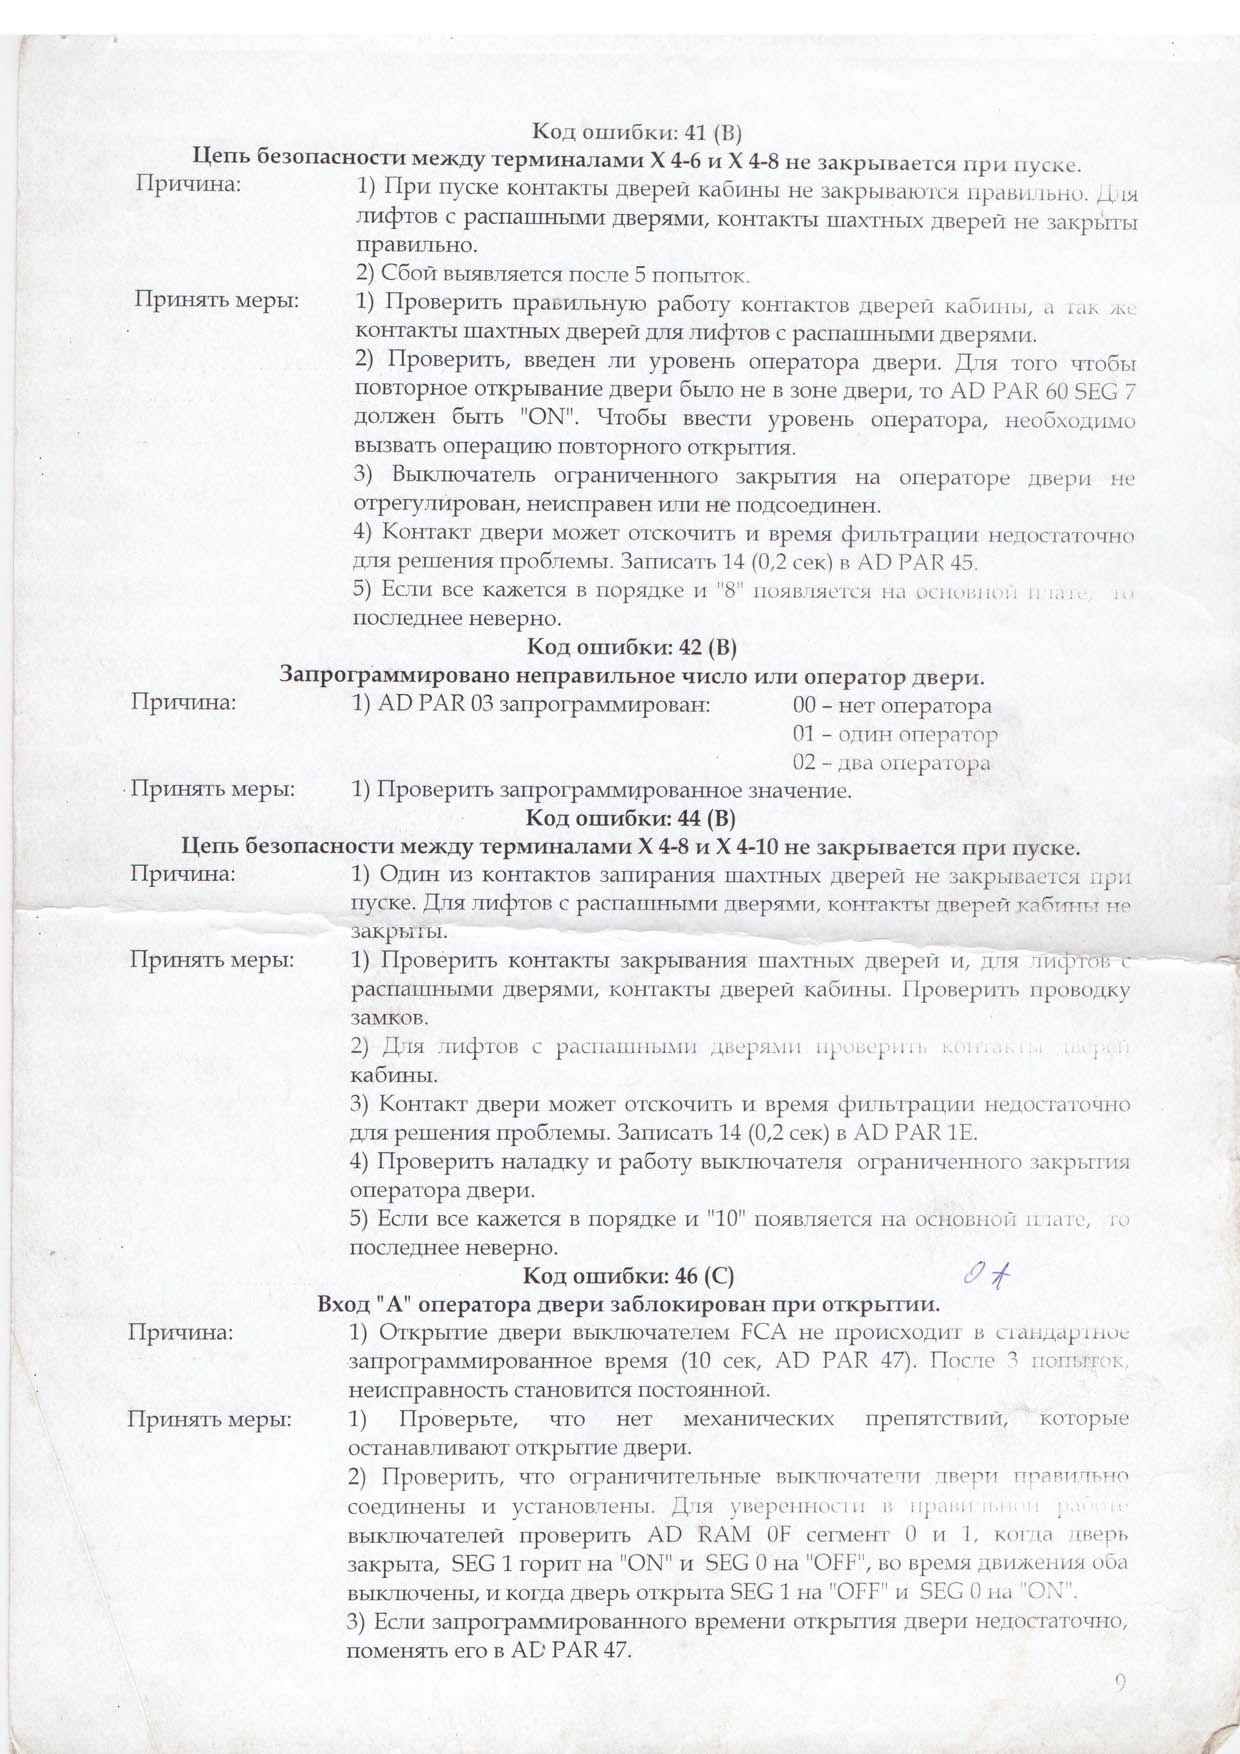 Код ошибки: 41 (В)
Цепь безопасности между терминалами X 4-6 и X 4-8 не закрывается при пуске.
Причина: 1) При пуске контакты дверей кабины не закрываются правильно. Для
лифтов с распашными дверями, контакты шахтных дверей не закрыты
правильно.
2) Сбой выявляется после 5 попыток.
Принять меры: 1) Проверить правильную работу контактов дверей кабины, а так же
контакты шахтных дверей для лифтов с распашными дверями.
2) Проверить, введен ли уровень оператора двери. Для того чтобы
повторное открывание двери было не в зоне двери, то AD PAR 60 SEG 7
должен быть "ON". Чтобы ввести уровень оператора, необходимо
вызвать операцию повторного открытия.
3) Выключатель ограниченного закрытия на операторе двери не
отрегулирован, неисправен или не подсоединен.
4) Контакт двери может отскочить и время фильтрации недостаточно
для решения проблемы. Записать 14 (0,2 сек) в AD PAR 45.
5) Если все кажется в порядке и "8" появляется на основной плате, то
последнее неверно.
Код ошибки: 42 (В)
Запрограммировано неправильное число или оператор двери.
Причина: 1) AD PAR 03 запрограммирован: 00 – нет оператора
01 – один оператор
02 – два оператора
Принять меры: 1) Проверить запрограммированное значение.
Код ошибки: 44 (В)
Цепь безопасности между терминалами X 4-8 и X 4-10 не закрывается при пуске.
Причина: 1) Один из контактов запирания шахтных дверей не закрывается при
пуске. Для лифтов с распашными дверями, контакты дверей кабины не
закрыты.
Принять меры: 1) Проверить контакты закрывания шахтных дверей и, для лифтов с
распашными дверями, контакты дверей кабины. Проверить проводку
замков.
2) Для лифтов с распашными дверями проверить контакты дверей
кабины.
3) Контакт двери может отскочить и время фильтрации недостаточно
для решения проблемы. Записать 14 (0,2 сек) в AD PAR 1E.
4) Проверить наладку и работу выключателя ограниченного закрытия
оператора двери.
5) Если все кажется в порядке и "10" появляется на основной плате, то
последнее неверно.
Код ошибки: 46 (С)
Вход "А" оператора двери заблокирован при открытии.
Причина: 1) Открытие двери выключателем FCA не происходит в стандартное
запрограммированное время (10 сек, AD PAR 47). После 3 попыток,
неисправность становится постоянной.
Принять меры: 1) Проверьте, что нет механических препятствий, которые
останавливают открытие двери.
2) Проверить, что ограничительные выключатели двери правильно
соединены и установлены. Для уверенности в правильной работе
выключателей проверить AD RAM 0F сегмент 0 и 1, когда дверь
закрыта, SEG 1 горит на "ON" и SEG 0 на "OFF", во время движения оба
выключены, и когда дверь открыта SEG 1 на "OFF" и SEG 0 на "ON".
3) Если запрограммированного времени открытия двери недостаточно,
поменять его в AD PAR 47.
9